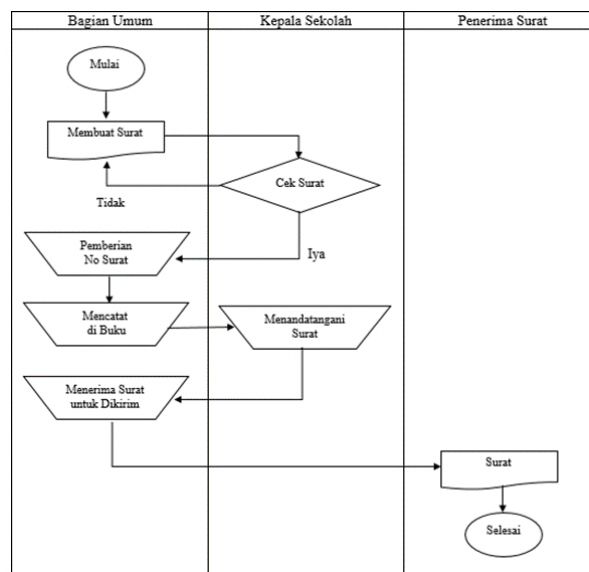 Bagian Umum
Kepala Sekolah
Penerima Surat
Mulai
Membuat Surat
Cek Surat
Tidak
Iya
Pemberian
No Surat
Mencatat
di Buku
Menandatangani
Surat
Menerima Surat
untuk Dikirim
Surat
Selesai